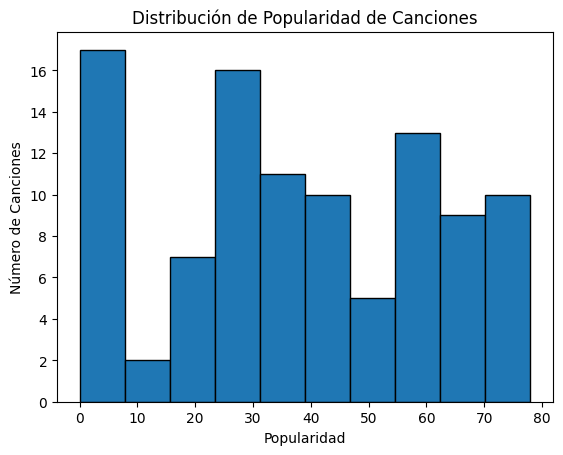 Distribución de Popularidad de Canciones
Número de Canciones
16
14
12
10
8
6
4
2
0
0 10 20 30 40 50 60 70 80
Popularidad